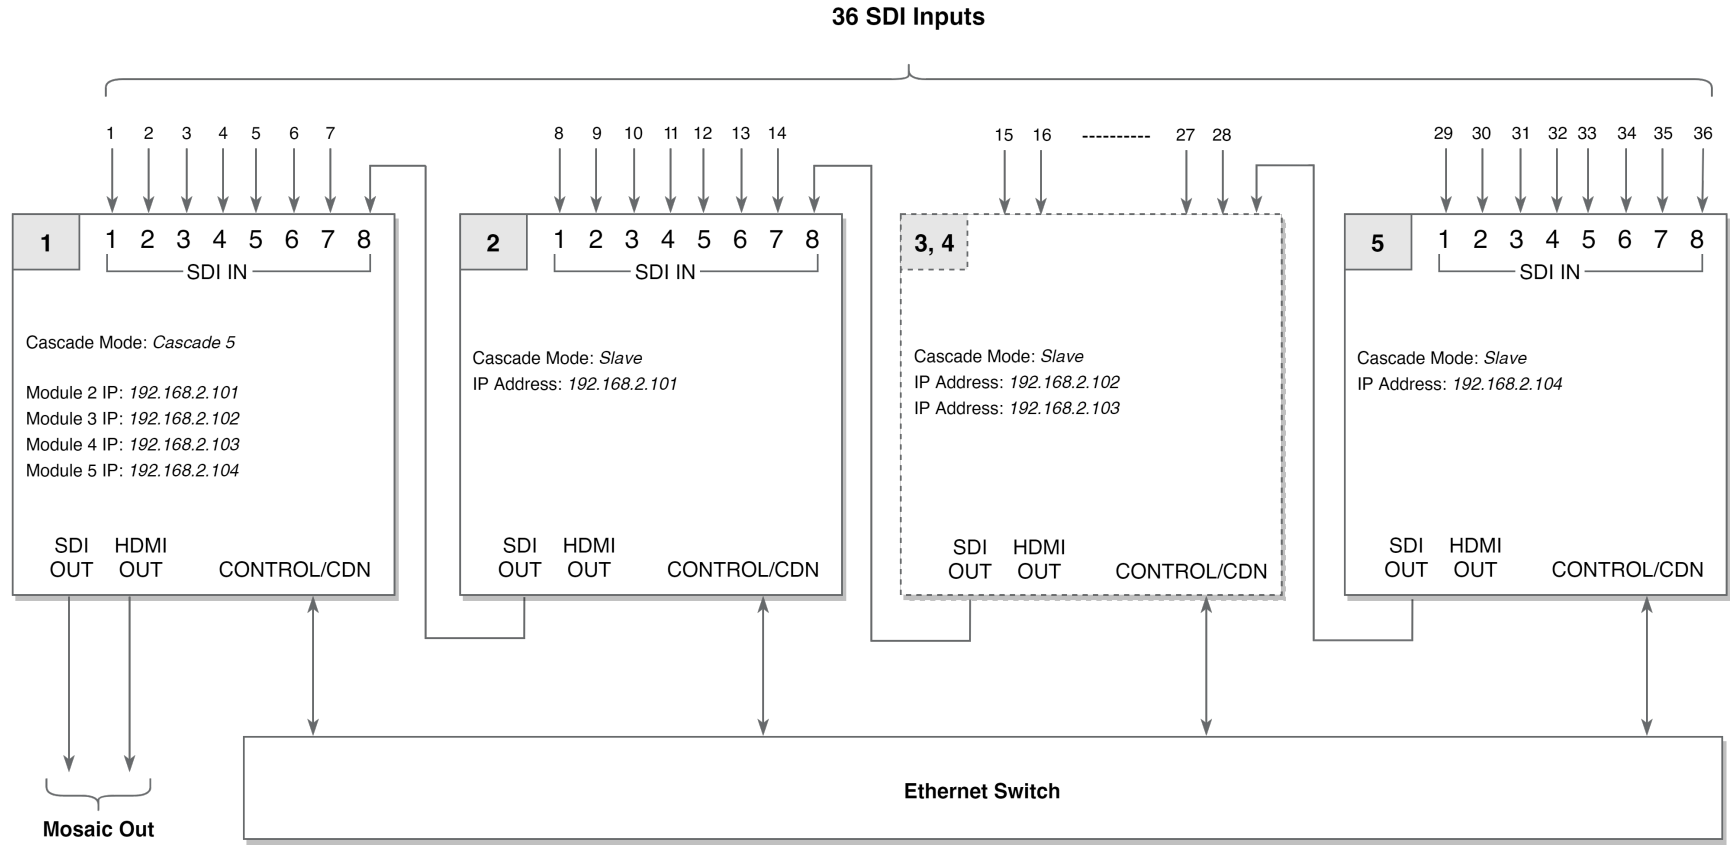 36 SDI Inputs
1 2 3 4 5 6 7
8 9 10 11 12 13 14
15 16 ---------- 27 28
29 30 31 32 33 34 35 36
1
1 2 3 4 5 6 7 8
SDI IN
Cascade Mode: Cascade 5
Module 2 IP: 192.168.2.101
Module 3 IP: 192.168.2.102
Module 4 IP: 192.168.2.103
Module 5 IP: 192.168.2.104
SDI OUT
HDMI OUT
CONTROL/CDN
2
1 2 3 4 5 6 7 8
SDI IN
Cascade Mode: Slave
IP Address: 192.168.2.101
SDI OUT
HDMI OUT
CONTROL/CDN
3, 4
Cascade Mode: Slave
IP Address: 192.168.2.102
IP Address: 192.168.2.103
SDI OUT
HDMI OUT
CONTROL/CDN
5
1 2 3 4 5 6 7 8
SDI IN
Cascade Mode: Slave
IP Address: 192.168.2.104
SDI OUT
HDMI OUT
CONTROL/CDN
Ethernet Switch
Mosaic Out